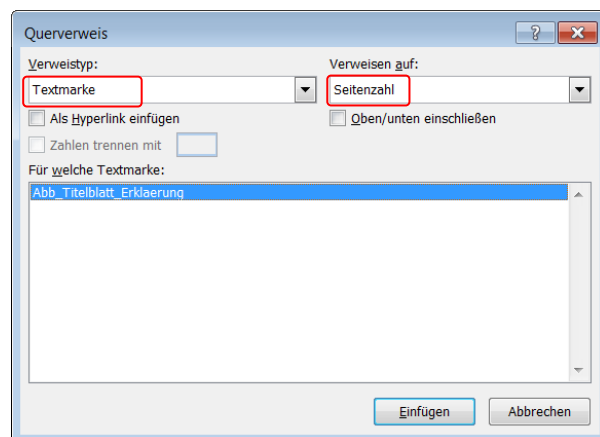 Querverweis
Verweistyp: Verweisen auf:
Textmarke Seitenzahl
Als Hyperlink einfügen Oben/unten einschließen
Zahlen trennen mit
Für welche Textmarke:
Abb_Titelblatt_Erklaerung
Einfügen Abbrechen